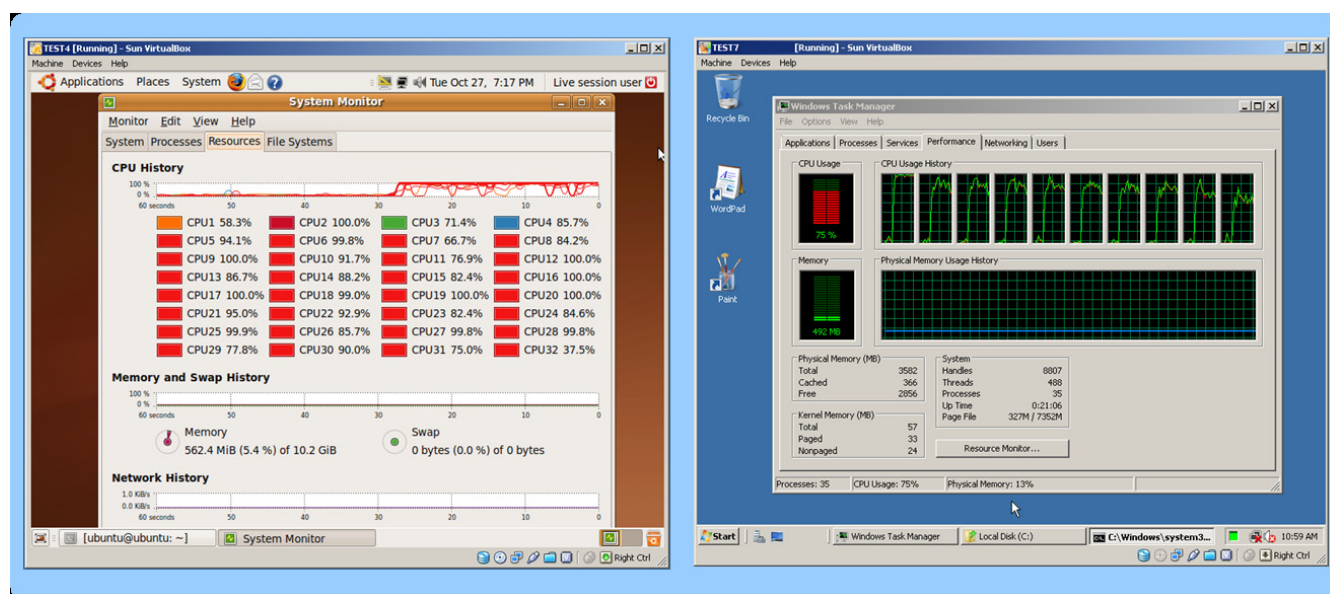 TEST4 [Running] - Sun VirtualBox
Machine Devices Help
Applications Places System Tue Oct 27, 7:17 PM Live session user
System Monitor
Monitor Edit View Help
System Processes Resources File Systems
CPU History
100 %
0 %
60 seconds 50 40 30 20 10 0
CPU1 58.3% CPU2 100.0% CPU3 71.4% CPU4 85.7%
CPU5 94.1% CPU6 99.8% CPU7 66.7% CPU8 84.2%
CPU9 100.0% CPU10 91.7% CPU11 76.9% CPU12 100.0%
CPU13 86.7% CPU14 88.2% CPU15 82.4% CPU16 100.0%
CPU17 100.0% CPU18 99.0% CPU19 100.0% CPU20 100.0%
CPU21 95.0% CPU22 92.9% CPU23 82.4% CPU24 84.6%
CPU25 99.9% CPU26 85.7% CPU27 99.8% CPU28 99.8%
CPU29 77.8% CPU30 90.0% CPU31 75.0% CPU32 37.5%
Memory and Swap History
100 %
0 %
60 seconds 50 40 30 20 10 0
Memory Swap
562.4 MiB (5.4 %) of 10.2 GiB 0 bytes (0.0 %) of 0 bytes
Network History
1.0 KiB/s
0.0 KiB/s
60 seconds 50 40 30 20 10 0
[ubuntu@ubuntu: ~] System Monitor
Right Ctrl
TEST7 [Running] - Sun VirtualBox
Machine Devices Help
Recycle Bin
WordPad
Paint
Windows Task Manager
File Options View Help
Applications Processes Services Performance Networking Users
CPU Usage CPU Usage History
75 %
Memory Physical Memory Usage History
492 MB
Physical Memory (MB)
Total 3582
Cached 366
Free 2856
Kernel Memory (MB)
Total 57
Paged 33
Nonpaged 24
System
Handles 8807
Threads 488
Processes 35
Up Time 0:21:06
Page File 327M / 7352M
Resource Monitor...
Processes: 35 CPU Usage: 75% Physical Memory: 13%
Start Windows Task Manager Local Disk (C:) C:\Windows\system3... 10:59 AM
Right Ctrl